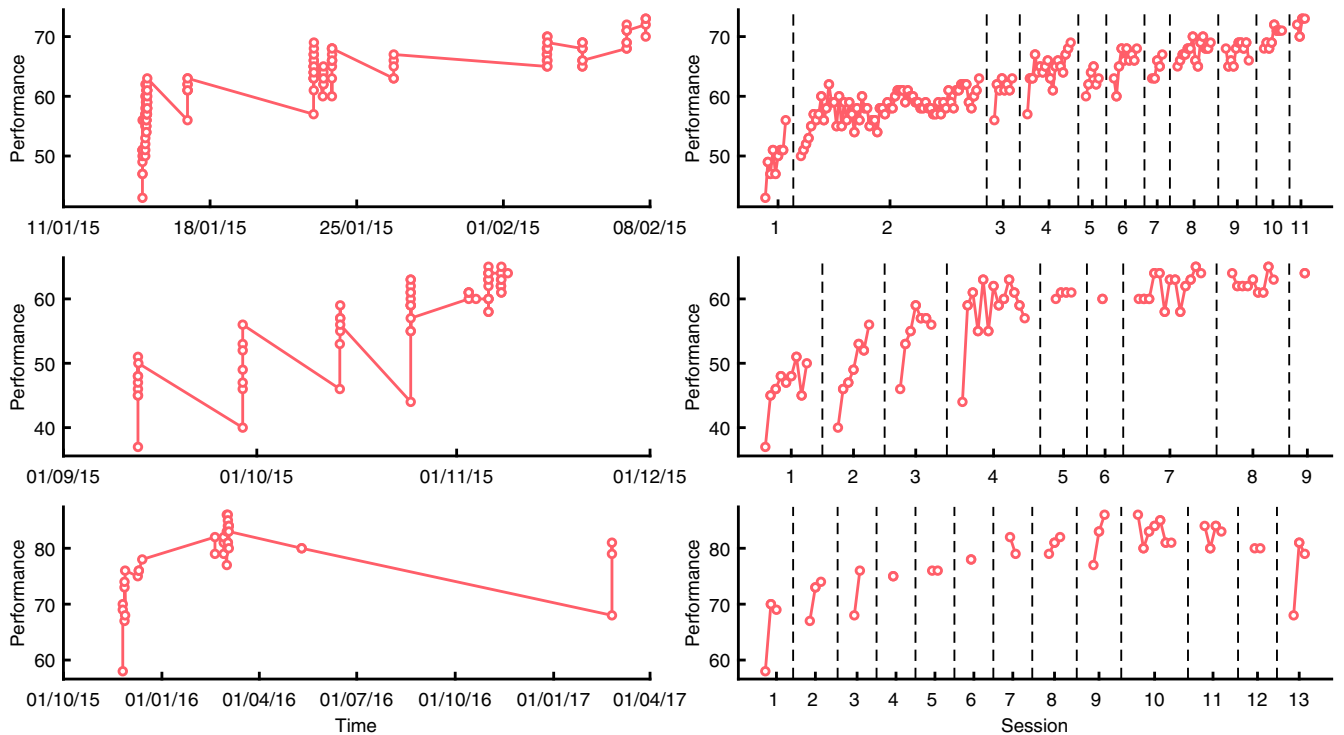 Performance
70
60
50
11/01/15 18/01/15 25/01/15 01/02/15 08/02/15
Performance
70
60
50
1 2 3 4 5 6 7 8 9 10 11
Performance
60
50
40
01/09/15 01/10/15 01/11/15 01/12/15
Performance
60
50
40
1 2 3 4 5 6 7 8 9
Performance
80
70
60
01/10/15 01/01/16 01/04/16 01/07/16 01/10/16 01/01/17 01/04/17
Time
Performance
80
70
60
1 2 3 4 5 6 7 8 9 10 11 12 13
Session